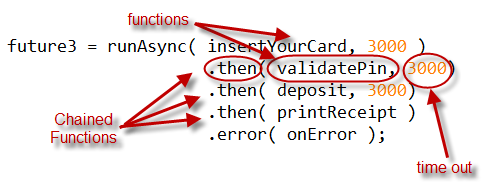 functions
future3 = runAsync( insertYourCard, 3000 )
.then( validatePin, 3000)
.then( deposit, 3000)
.then( printReceipt )
.error( onError );
Chained
Functions
time out